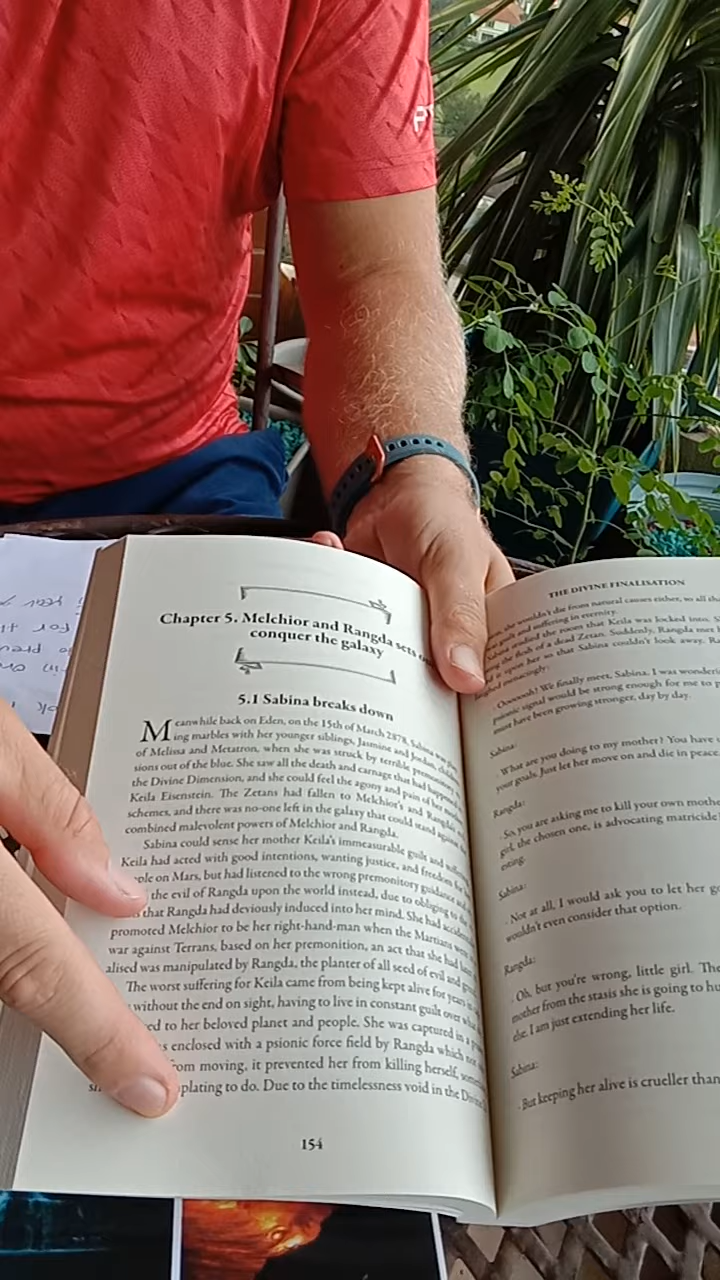 Chapter 5. Melchior and Rangda sets
conquer the galaxy
5.1 Sabina breaks down
Meanwhile back on Eden, on the 15th of March 2878, Sabina was
ing marbles with her younger siblings, Jasmine and Jordan,
of Melissa and Metatron, when she was struck by terrible
sions out of the blue. She saw all the death and carnage that had
the Divine Dimension, and she could feel the agony and pain of her
Keila Eisenstein. The Zetans had fallen to Melchior's and Rangda's
schemes, and there was no-one left in the galaxy that could stand against the
combined malevolent powers of Melchior and Rangda.
Sabina could sense her mother Keila's immeasurable guilt and
Keila had acted with good intentions, wanting justice, and freedom for
on Mars, but had listened to the wrong premonitory guidance
the evil of Rangda upon the world instead, due to
that Rangda had deviously induced into her mind. She had
promoted Melchior to be her right-hand-man when the Martians
war against Terrans, based on her premonition, an act that she had
alised was manipulated by Rangda, the planter of all seed of evil and
The worst suffering for Keila came from being kept alive for years
without the end on sight, having to live in constant guilt over what
to her beloved planet and people. She was captured in a
enclosed with a psionic force field by Rangda which
from moving, it prevented her from killing herself,
plating to do. Due to the timelessness void in the
154
THE DIVINE FINALISATION
she wouldn't die from natural causes either, so all
guilt and suffering in eternity.
Sabina studied the room that Keila was locked into,
the flesh of a dead Zetan. Suddenly, Rangda met
upon her so that Sabina couldn't look away.
menacingly:
Ooooooh! We finally meet, Sabina. I was
psionic signal would be strong enough for me to
must have been growing stronger, day by day.
Sabina:
What are you doing to my mother? You have
your goals. Just let her move on and die in peace.
Rangda:
So, you are asking me to kill your own
girl, the chosen one, is advocating matricide
esting.
Sabina:
Not at all, I would ask you to let her
wouldn't even consider that option.
Rangda:
Oh, but you're wrong, little girl. The
mother from the stasis she is going to
else. I am just extending her life.
Sabina:
But keeping her alive is crueller than